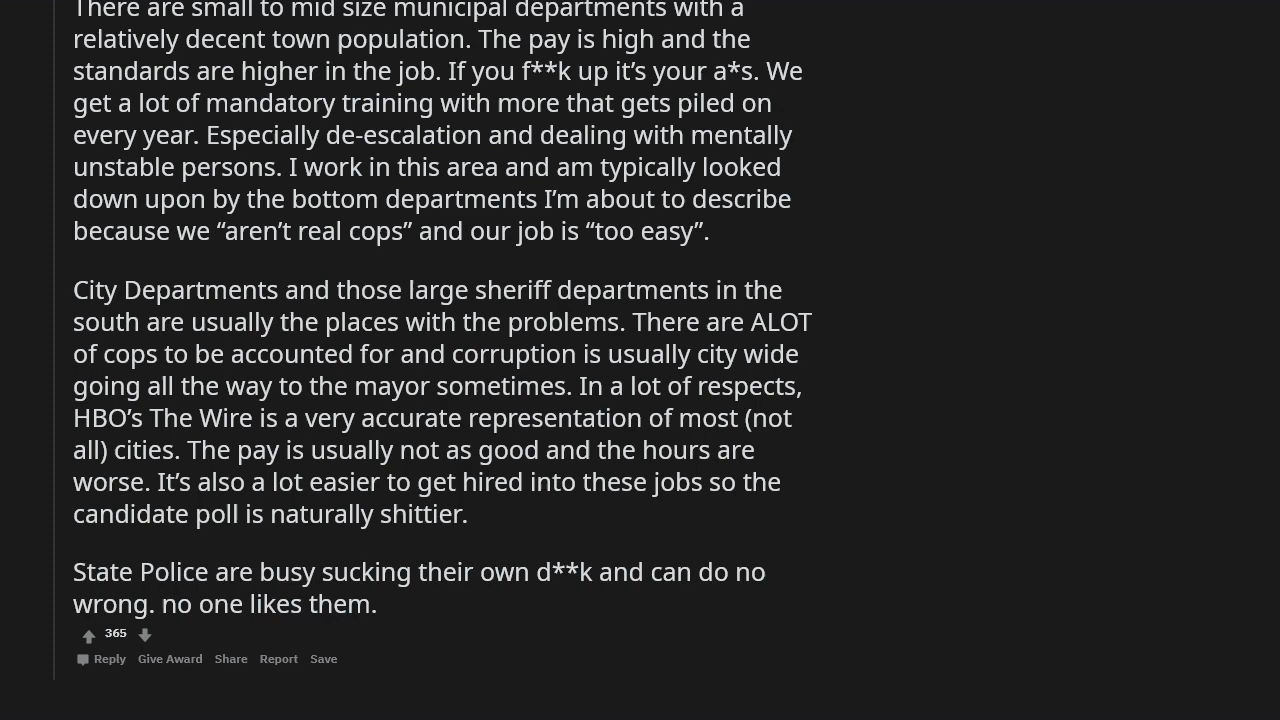 There are small to mid size municipal departments with a
relatively decent town population. The pay is high and the
standards are higher in the job. If you f**k up it’s your a*s. We
get a lot of mandatory training with more that gets piled on
every year. Especially de-escalation and dealing with mentally
unstable persons. I work in this area and am typically looked
down upon by the bottom departments I’m about to describe
because we “aren’t real cops” and our job is “too easy”.
City Departments and those large sheriff departments in the
south are usually the places with the problems. There are ALOT
of cops to be accounted for and corruption is usually city wide
going all the way to the mayor sometimes. In a lot of respects,
HBO’s The Wire is a very accurate representation of most (not
all) cities. The pay is usually not as good and the hours are
worse. It’s also a lot easier to get hired into these jobs so the
candidate poll is naturally shittier.
State Police are busy sucking their own d**k and can do no
wrong. no one likes them.
365
Reply Give Award Share Report Save